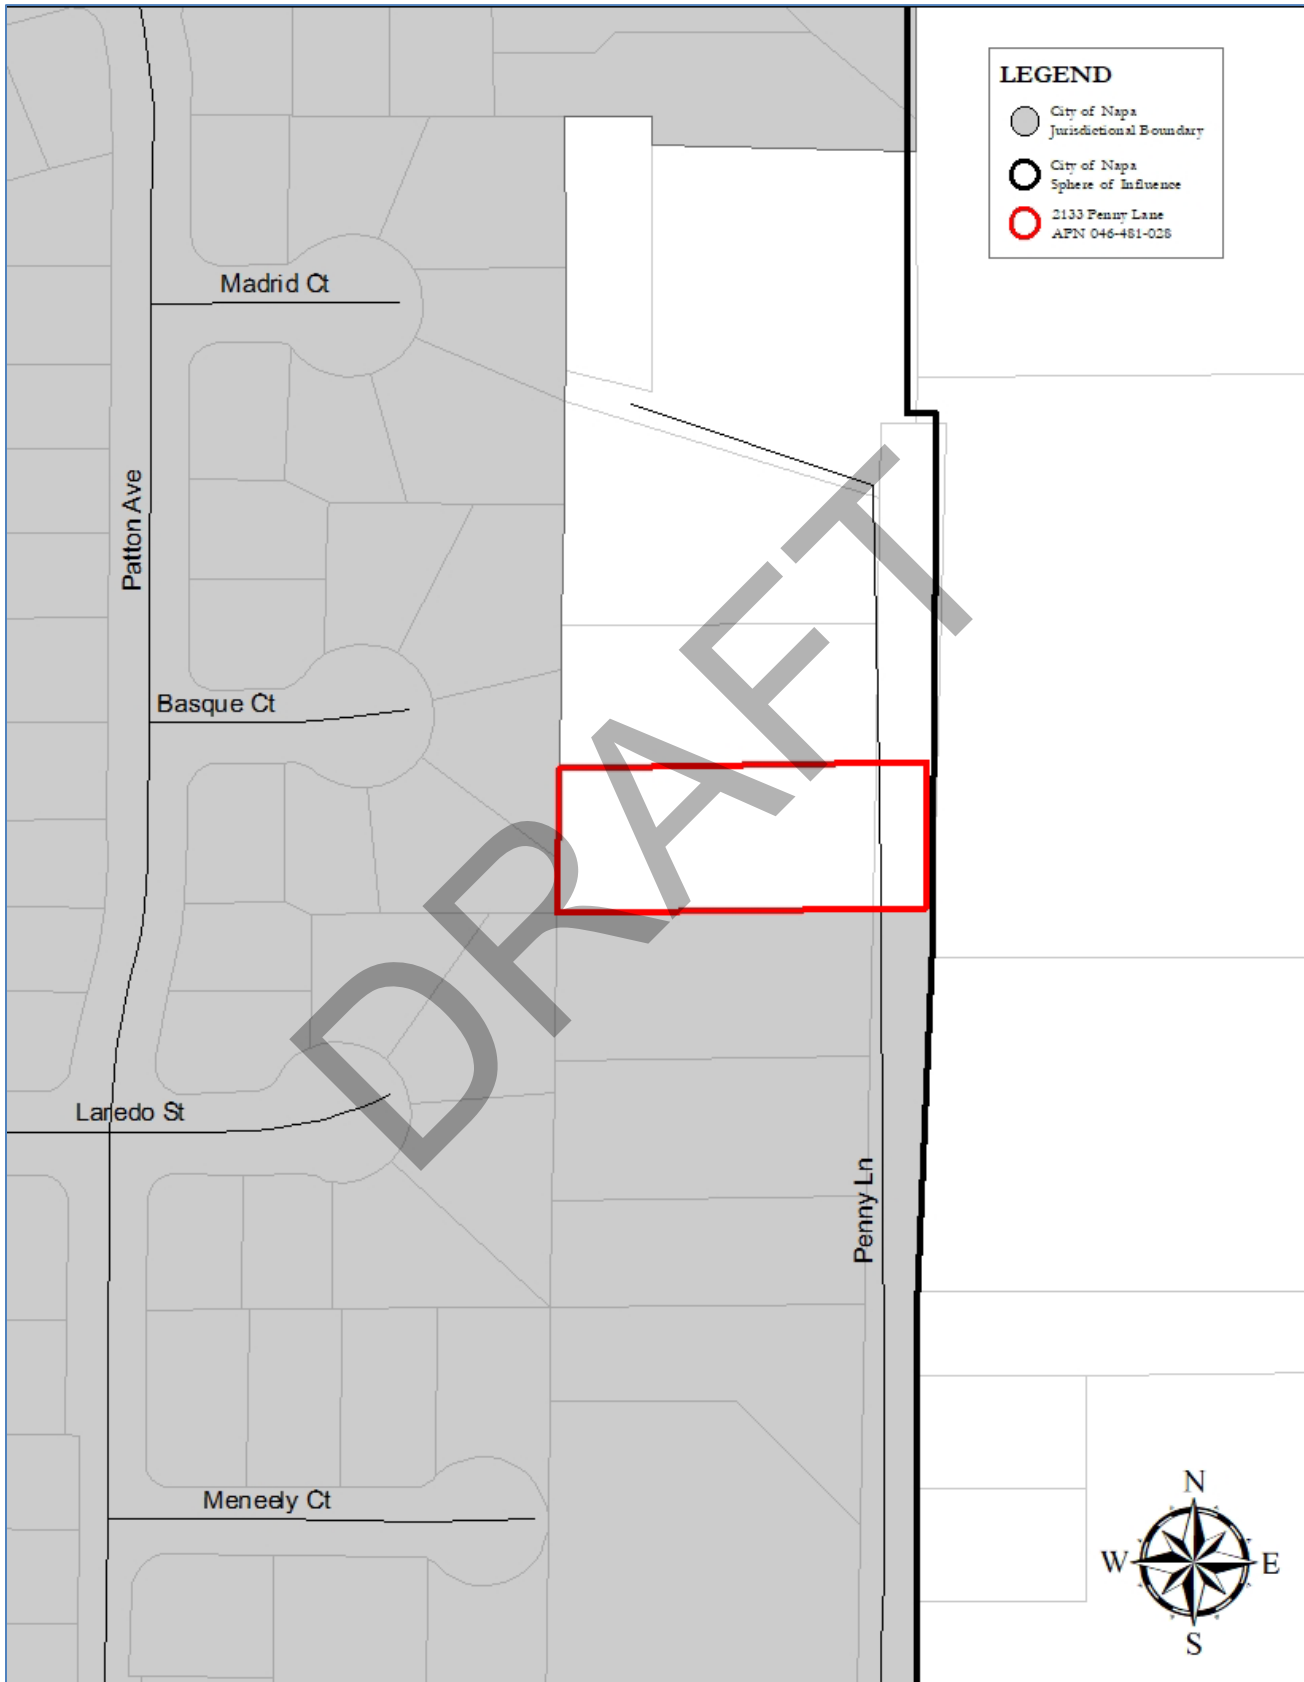 LEGEND
City of Napa
Jurisdictional Boundary
City of Napa
Sphere of Influence
2133 Penny Lane
APN 046-481-028
Madrid Ct
Patton Ave
Basque Ct
DRAFT
Laredo St
Penny Ln
Meneely Ct
N
W
E
S